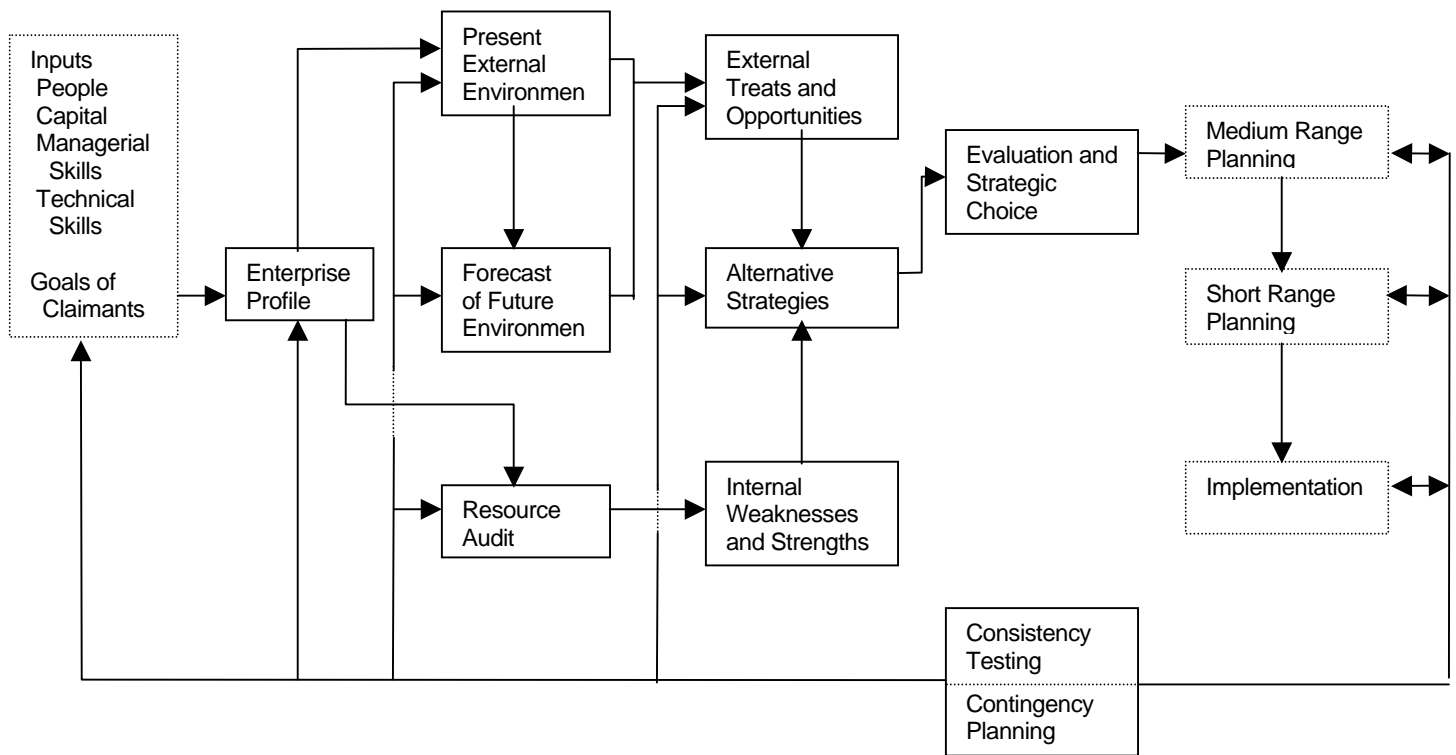 Inputs
People
Capital
Managerial
Skills
Technical
Skills
Goals of
Claimants
Enterprise
Profile
Present
External
Environmen
Forecast
of Future
Environmen
Resource
Audit
External
Treats and
Opportunities
Alternative
Strategies
Internal
Weaknesses
and Strengths
Evaluation and
Strategic
Choice
Medium Range
Planning
Short Range
Planning
Implementation
Consistency
Testing
Contingency
Planning